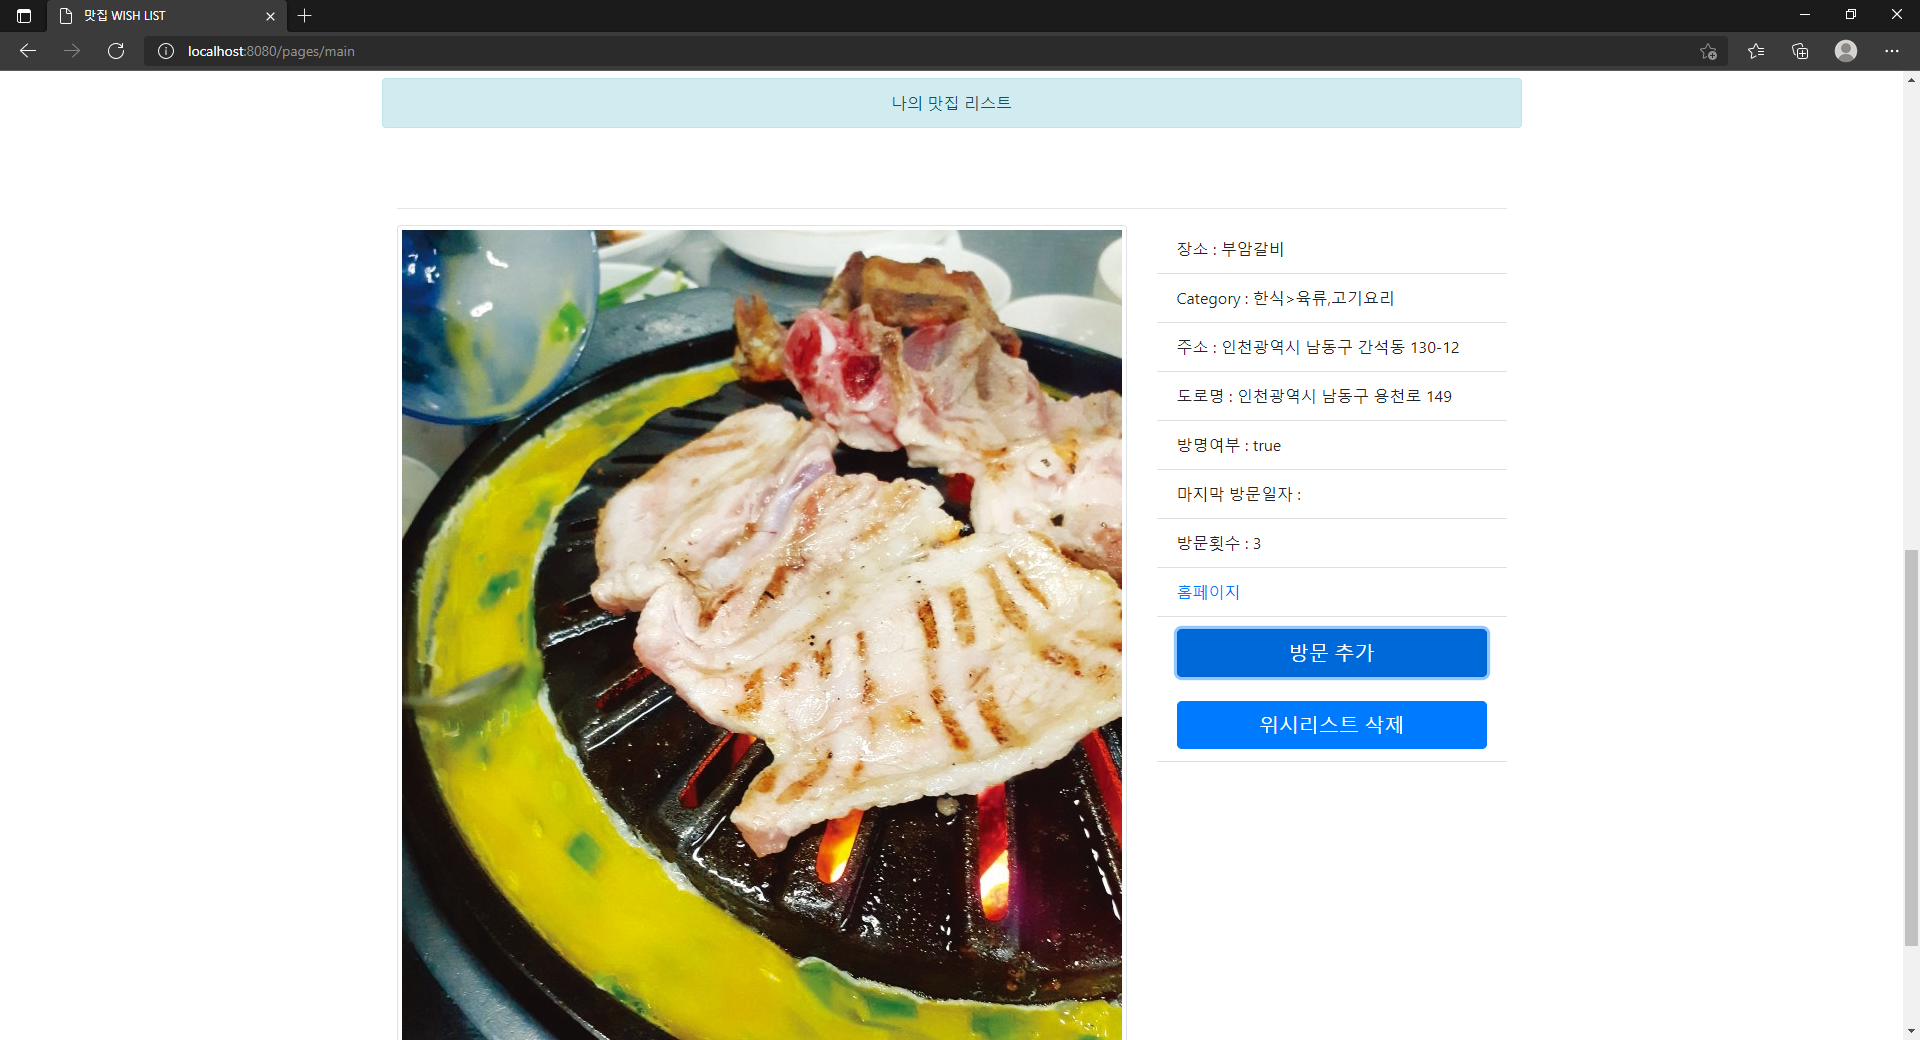 맛집 WISH LIST
localhost:8080/pages/main
나의 맛집 리스트
장소 : 부암갈비
Category : 한식>육류,고기요리
주소 : 인천광역시 남동구 간석동 130-12
도로명 : 인천광역시 남동구 용천로 149
방명여부 : true
마지막 방문일자 :
방문횟수 : 3
홈페이지
방문 추가
위시리스트 삭제